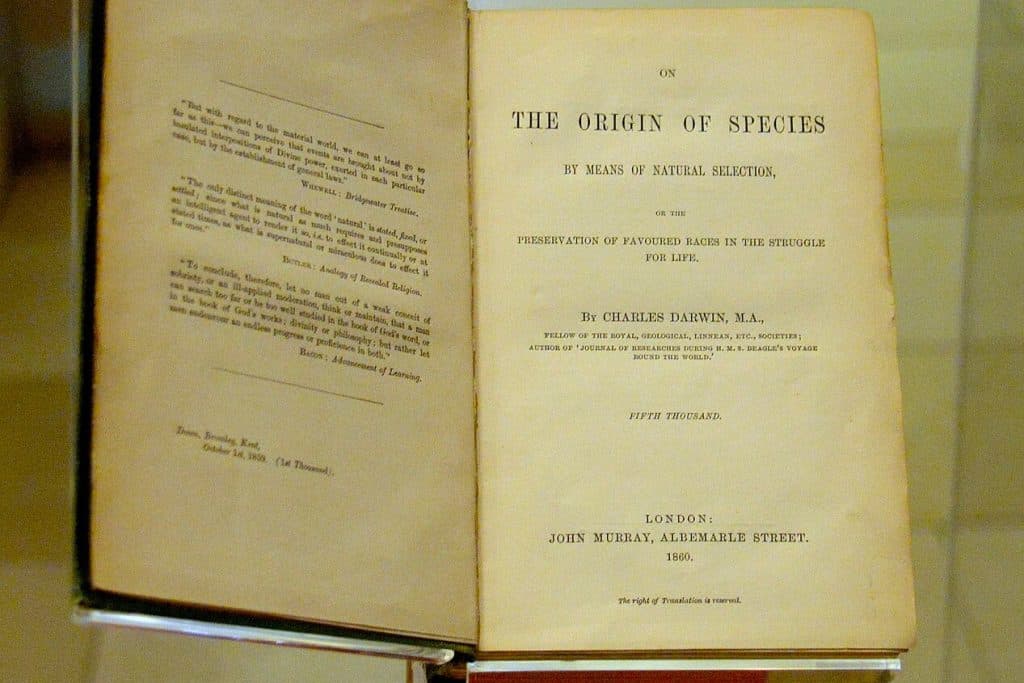 "But with regard to the material world, we can at least go so
far as this—we can perceive that events are brought about not by
insulated interpositions of Divine power, exerted in each particular
case, but by the establishment of general laws."
WHEWELL: Bridgewater Treatise.
"The only distinct meaning of the word 'natural' is stated, fixed, or
settled; since what is natural as much requires and presupposes
an intelligent agent to render it so, i.e. to effect it continually or at
stated times, as what is supernatural or miraculous does to effect it
for once."
BUTLER: Analogy of Revealed Religion.
"To conclude, therefore, let no man out of a weak conceit of
sobriety, or an ill-applied moderation, think or maintain, that a man
can search too far or be too well studied in the book of God's word, or
in the book of God's works; divinity or philosophy; but rather let
men endeavour an endless progress or proficience in both."
BACON: Advancement of Learning.
Down, Bromley, Kent,
October 1st, 1859. (1st Thousand).
ON
THE ORIGIN OF SPECIES
BY MEANS OF NATURAL SELECTION,
OR THE
PRESERVATION OF FAVOURED RACES IN THE STRUGGLE
FOR LIFE.
BY CHARLES DARWIN, M.A.,
FELLOW OF THE ROYAL, GEOLOGICAL, LINNEAN, ETC., SOCIETIES;
AUTHOR OF 'JOURNAL OF RESEARCHES DURING H. M. S. BEAGLE'S VOYAGE
ROUND THE WORLD.'
FIFTH THOUSAND.
LONDON:
JOHN MURRAY, ALBEMARLE STREET.
1860.
The right of Translation is reserved.